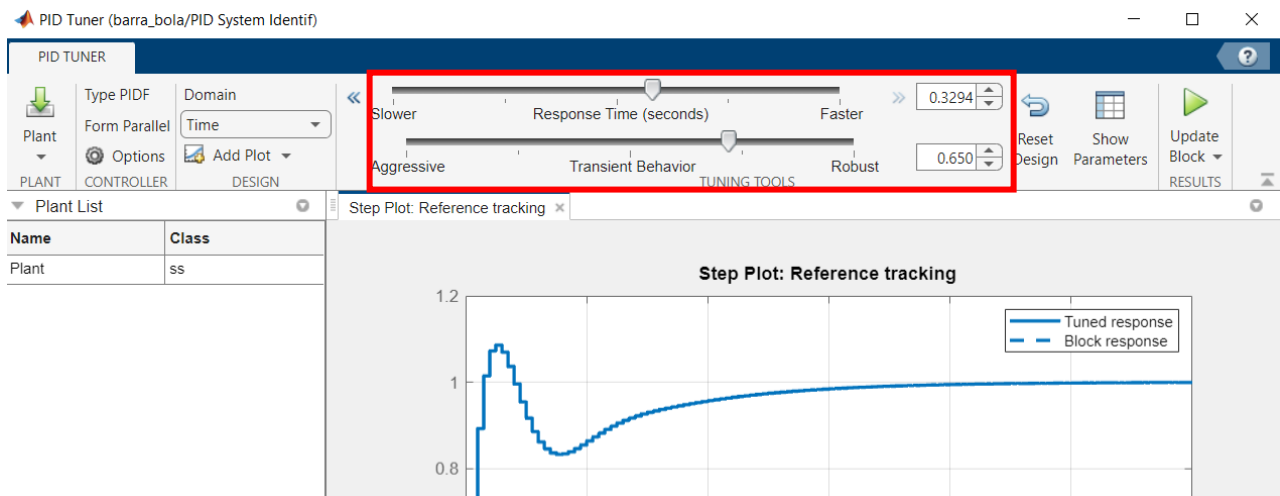 PID Tuner (barra_bola/PID System Identif)
PID TUNER
?
Plant
PLANT
Type PIDF
Form Parallel
Options
CONTROLLER
Domain
Time
Add Plot
DESIGN
Slower Response Time (seconds) Faster
0.3294
Aggressive Transient Behavior Robust
0.650
TUNING TOOLS
Reset
Design
Show
Parameters
Update
Block
RESULTS
Plant List
Name Class
Plant ss
Step Plot: Reference tracking ×
Step Plot: Reference tracking
1.2
1
0.8
Tuned response
Block response